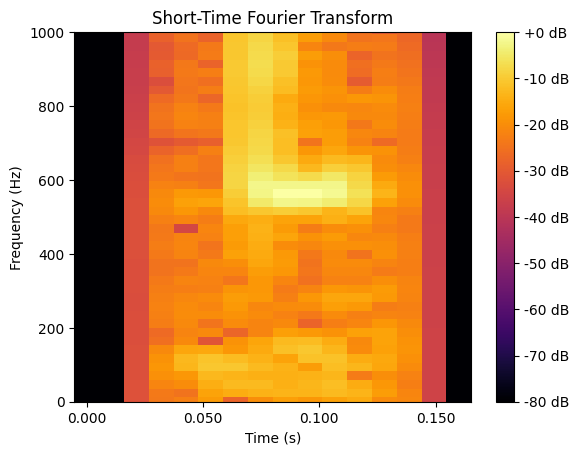 Short-Time Fourier Transform
1000
800
600
400
200
0
Frequency (Hz)
0.000
0.050
0.100
0.150
Time (s)
+0 dB
-10 dB
-20 dB
-30 dB
-40 dB
-50 dB
-60 dB
-70 dB
-80 dB